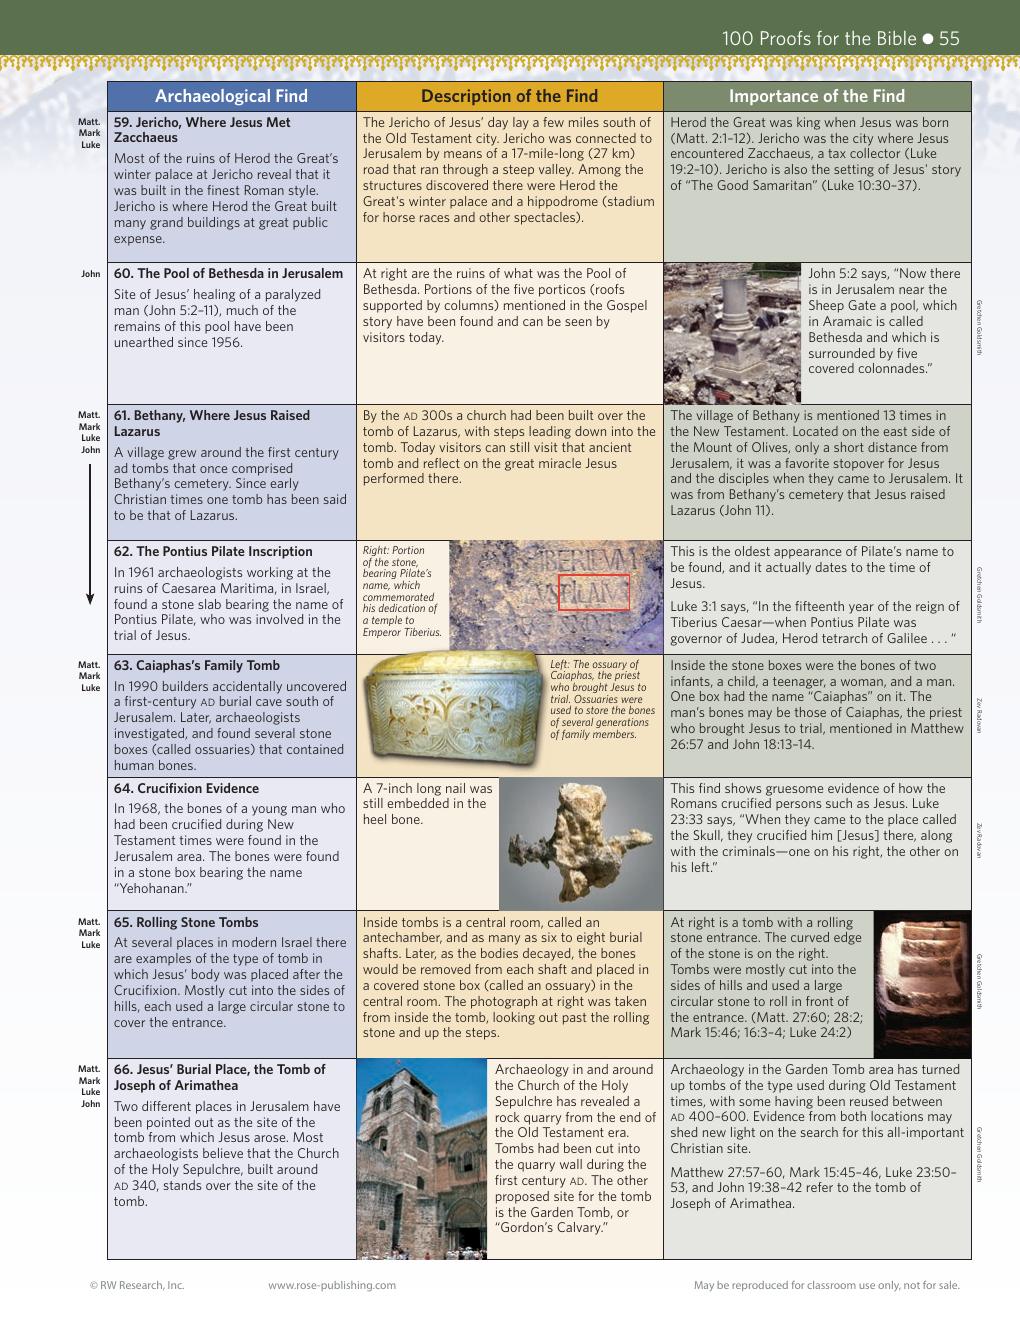 100 Proofs for the Bible ● 55
Archaeological Find
Description of the Find
Importance of the Find
Matt.
Mark
Luke
59. Jericho, Where Jesus Met
Zacchaeus
Most of the ruins of Herod the Great’s
winter palace at Jericho reveal that it
was built in the finest Roman style.
Jericho is where Herod the Great built
many grand buildings at great public
expense.
The Jericho of Jesus’ day lay a few miles south of
the Old Testament city. Jericho was connected to
Jerusalem by means of a 17-mile-long (27 km)
road that ran through a steep valley. Among the
structures discovered there were Herod the
Great’s winter palace and a hippodrome (stadium
for horse races and other spectacles).
Herod the Great was king when Jesus was born
(Matt. 2:1–12). Jericho was the city where Jesus
encountered Zacchaeus, a tax collector (Luke
19:2–10). Jericho is also the setting of Jesus’ story
of “The Good Samaritan” (Luke 10:30–37).
John
60. The Pool of Bethesda in Jerusalem
Site of Jesus’ healing of a paralyzed
man (John 5:2–11), much of the
remains of this pool have been
unearthed since 1956.
At right are the ruins of what was the Pool of
Bethesda. Portions of the five porticos (roofs
supported by columns) mentioned in the Gospel
story have been found and can be seen by
visitors today.
John 5:2 says, “Now there
is in Jerusalem near the
Sheep Gate a pool, which
in Aramaic is called
Bethesda and which is
surrounded by five
covered colonnades.”
Gretchen Goldsmith
Matt.
Mark
Luke
John
61. Bethany, Where Jesus Raised
Lazarus
A village grew around the first century
ad tombs that once comprised
Bethany’s cemetery. Since early
Christian times one tomb has been said
to be that of Lazarus.
By the AD 300s a church had been built over the
tomb of Lazarus, with steps leading down into the
tomb. Today visitors can still visit that ancient
tomb and reflect on the great miracle Jesus
performed there.
The village of Bethany is mentioned 13 times in
the New Testament. Located on the east side of
the Mount of Olives, only a short distance from
Jerusalem, it was a favorite stopover for Jesus
and the disciples when they came to Jerusalem. It
was from Bethany’s cemetery that Jesus raised
Lazarus (John 11).
62. The Pontius Pilate Inscription
In 1961 archaeologists working at the
ruins of Caesarea Maritima, in Israel,
found a stone slab bearing the name of
Pontius Pilate, who was involved in the
trial of Jesus.
Right: Portion
of the stone,
bearing Pilate’s
name, which
commemorated
his dedication of
a temple to
Emperor Tiberius.
This is the oldest appearance of Pilate’s name to
be found, and it actually dates to the time of
Jesus.
Luke 3:1 says, “In the fifteenth year of the reign of
Tiberius Caesar—when Pontius Pilate was
governor of Judea, Herod tetrarch of Galilee . . . “
Gretchen Goldsmith
Matt.
Mark
Luke
63. Caiaphas’s Family Tomb
In 1990 builders accidentally uncovered
a first-century AD burial cave south of
Jerusalem. Later, archaeologists
investigated, and found several stone
boxes (called ossuaries) that contained
human bones.
Left: The ossuary of
Caiaphas, the priest
who brought Jesus to
trial. Ossuaries were
used to store the bones
of several generations
of family members.
Inside the stone boxes were the bones of two
infants, a child, a teenager, a woman, and a man.
One box had the name “Caiaphas” on it. The
man’s bones may be those of Caiaphas, the priest
who brought Jesus to trial, mentioned in Matthew
26:57 and John 18:13–14.
Zev Radovan
64. Crucifixion Evidence
In 1968, the bones of a young man who
had been crucified during New
Testament times were found in the
Jerusalem area. The bones were found
in a stone box bearing the name
“Yehohanan.”
A 7-inch long nail was
still embedded in the
heel bone.
This find shows gruesome evidence of how the
Romans crucified persons such as Jesus. Luke
23:33 says, “When they came to the place called
the Skull, they crucified him [Jesus] there, along
with the criminals—one on his right, the other on
his left.”
Zev Radovan
Matt.
Mark
Luke
65. Rolling Stone Tombs
At several places in modern Israel there
are examples of the type of tomb in
which Jesus’ body was placed after the
Crucifixion. Mostly cut into the sides of
hills, each used a large circular stone to
cover the entrance.
Inside tombs is a central room, called an
antechamber, and as many as six to eight burial
shafts. Later, as the bodies decayed, the bones
would be removed from each shaft and placed in
a covered stone box (called an ossuary) in the
central room. The photograph at right was taken
from inside the tomb, looking out past the rolling
stone and up the steps.
At right is a tomb with a rolling
stone entrance. The curved edge
of the stone is on the right.
Tombs were mostly cut into the
sides of hills and used a large
circular stone to roll in front of
the entrance. (Matt. 27:60; 28:2;
Mark 15:46; 16:3–4; Luke 24:2)
Gretchen Goldsmith
Matt.
Mark
Luke
John
66. Jesus’ Burial Place, the Tomb of
Joseph of Arimathea
Two different places in Jerusalem have
been pointed out as the site of the
tomb from which Jesus arose. Most
archaeologists believe that the Church
of the Holy Sepulchre, built around
AD 340, stands over the site of the
tomb.
Archaeology in and around
the Church of the Holy
Sepulchre has revealed a
rock quarry from the end of
the Old Testament era.
Tombs had been cut into
the quarry wall during the
first century AD. The other
proposed site for the tomb
is the Garden Tomb, or
“Gordon’s Calvary.”
Archaeology in the Garden Tomb area has turned
up tombs of the type used during Old Testament
times, with some having been reused between
AD 400–600. Evidence from both locations may
shed new light on the search for this all-important
Christian site.
Matthew 27:57–60, Mark 15:45–46, Luke 23:50–
53, and John 19:38–42 refer to the tomb of
Joseph of Arimathea.
Gretchen Goldsmith
© RW Research, Inc.
www.rose-publishing.com
May be reproduced for classroom use only, not for sale.